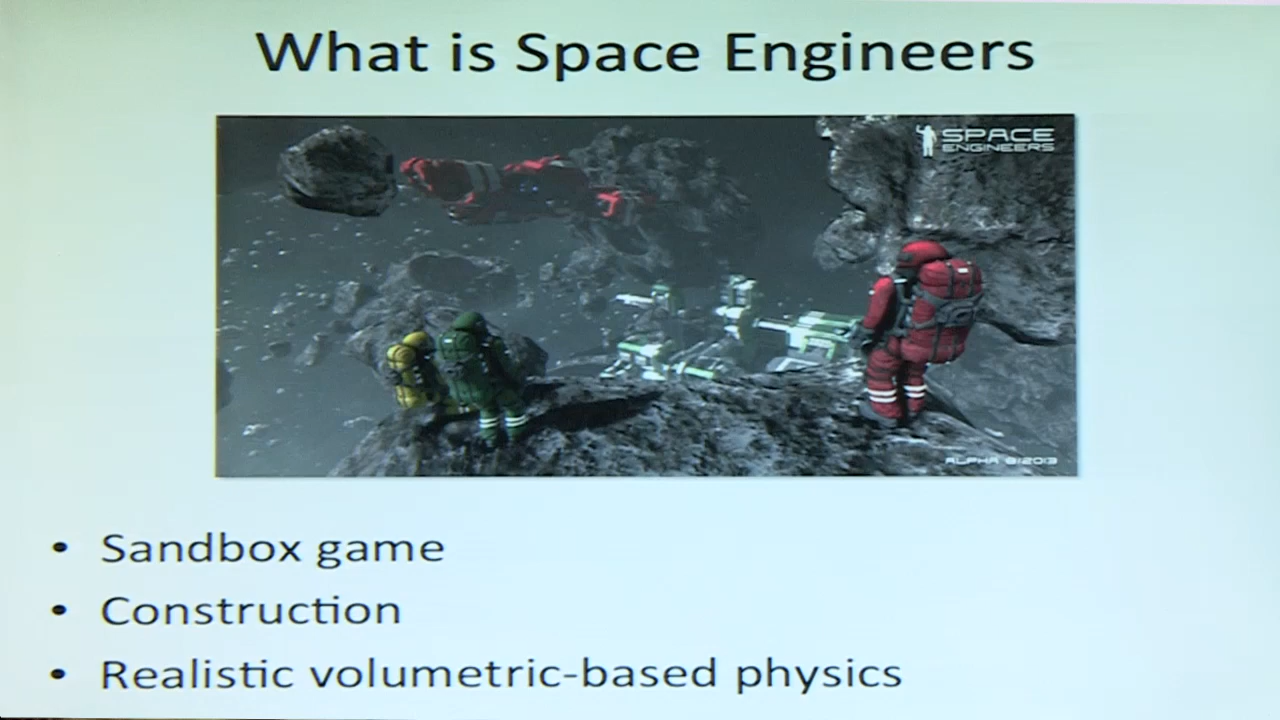 What is Space Engineers
SPACE
ENGINEERS
ALPHA 8/2013
• Sandbox game
• Construction
• Realistic volumetric-based physics